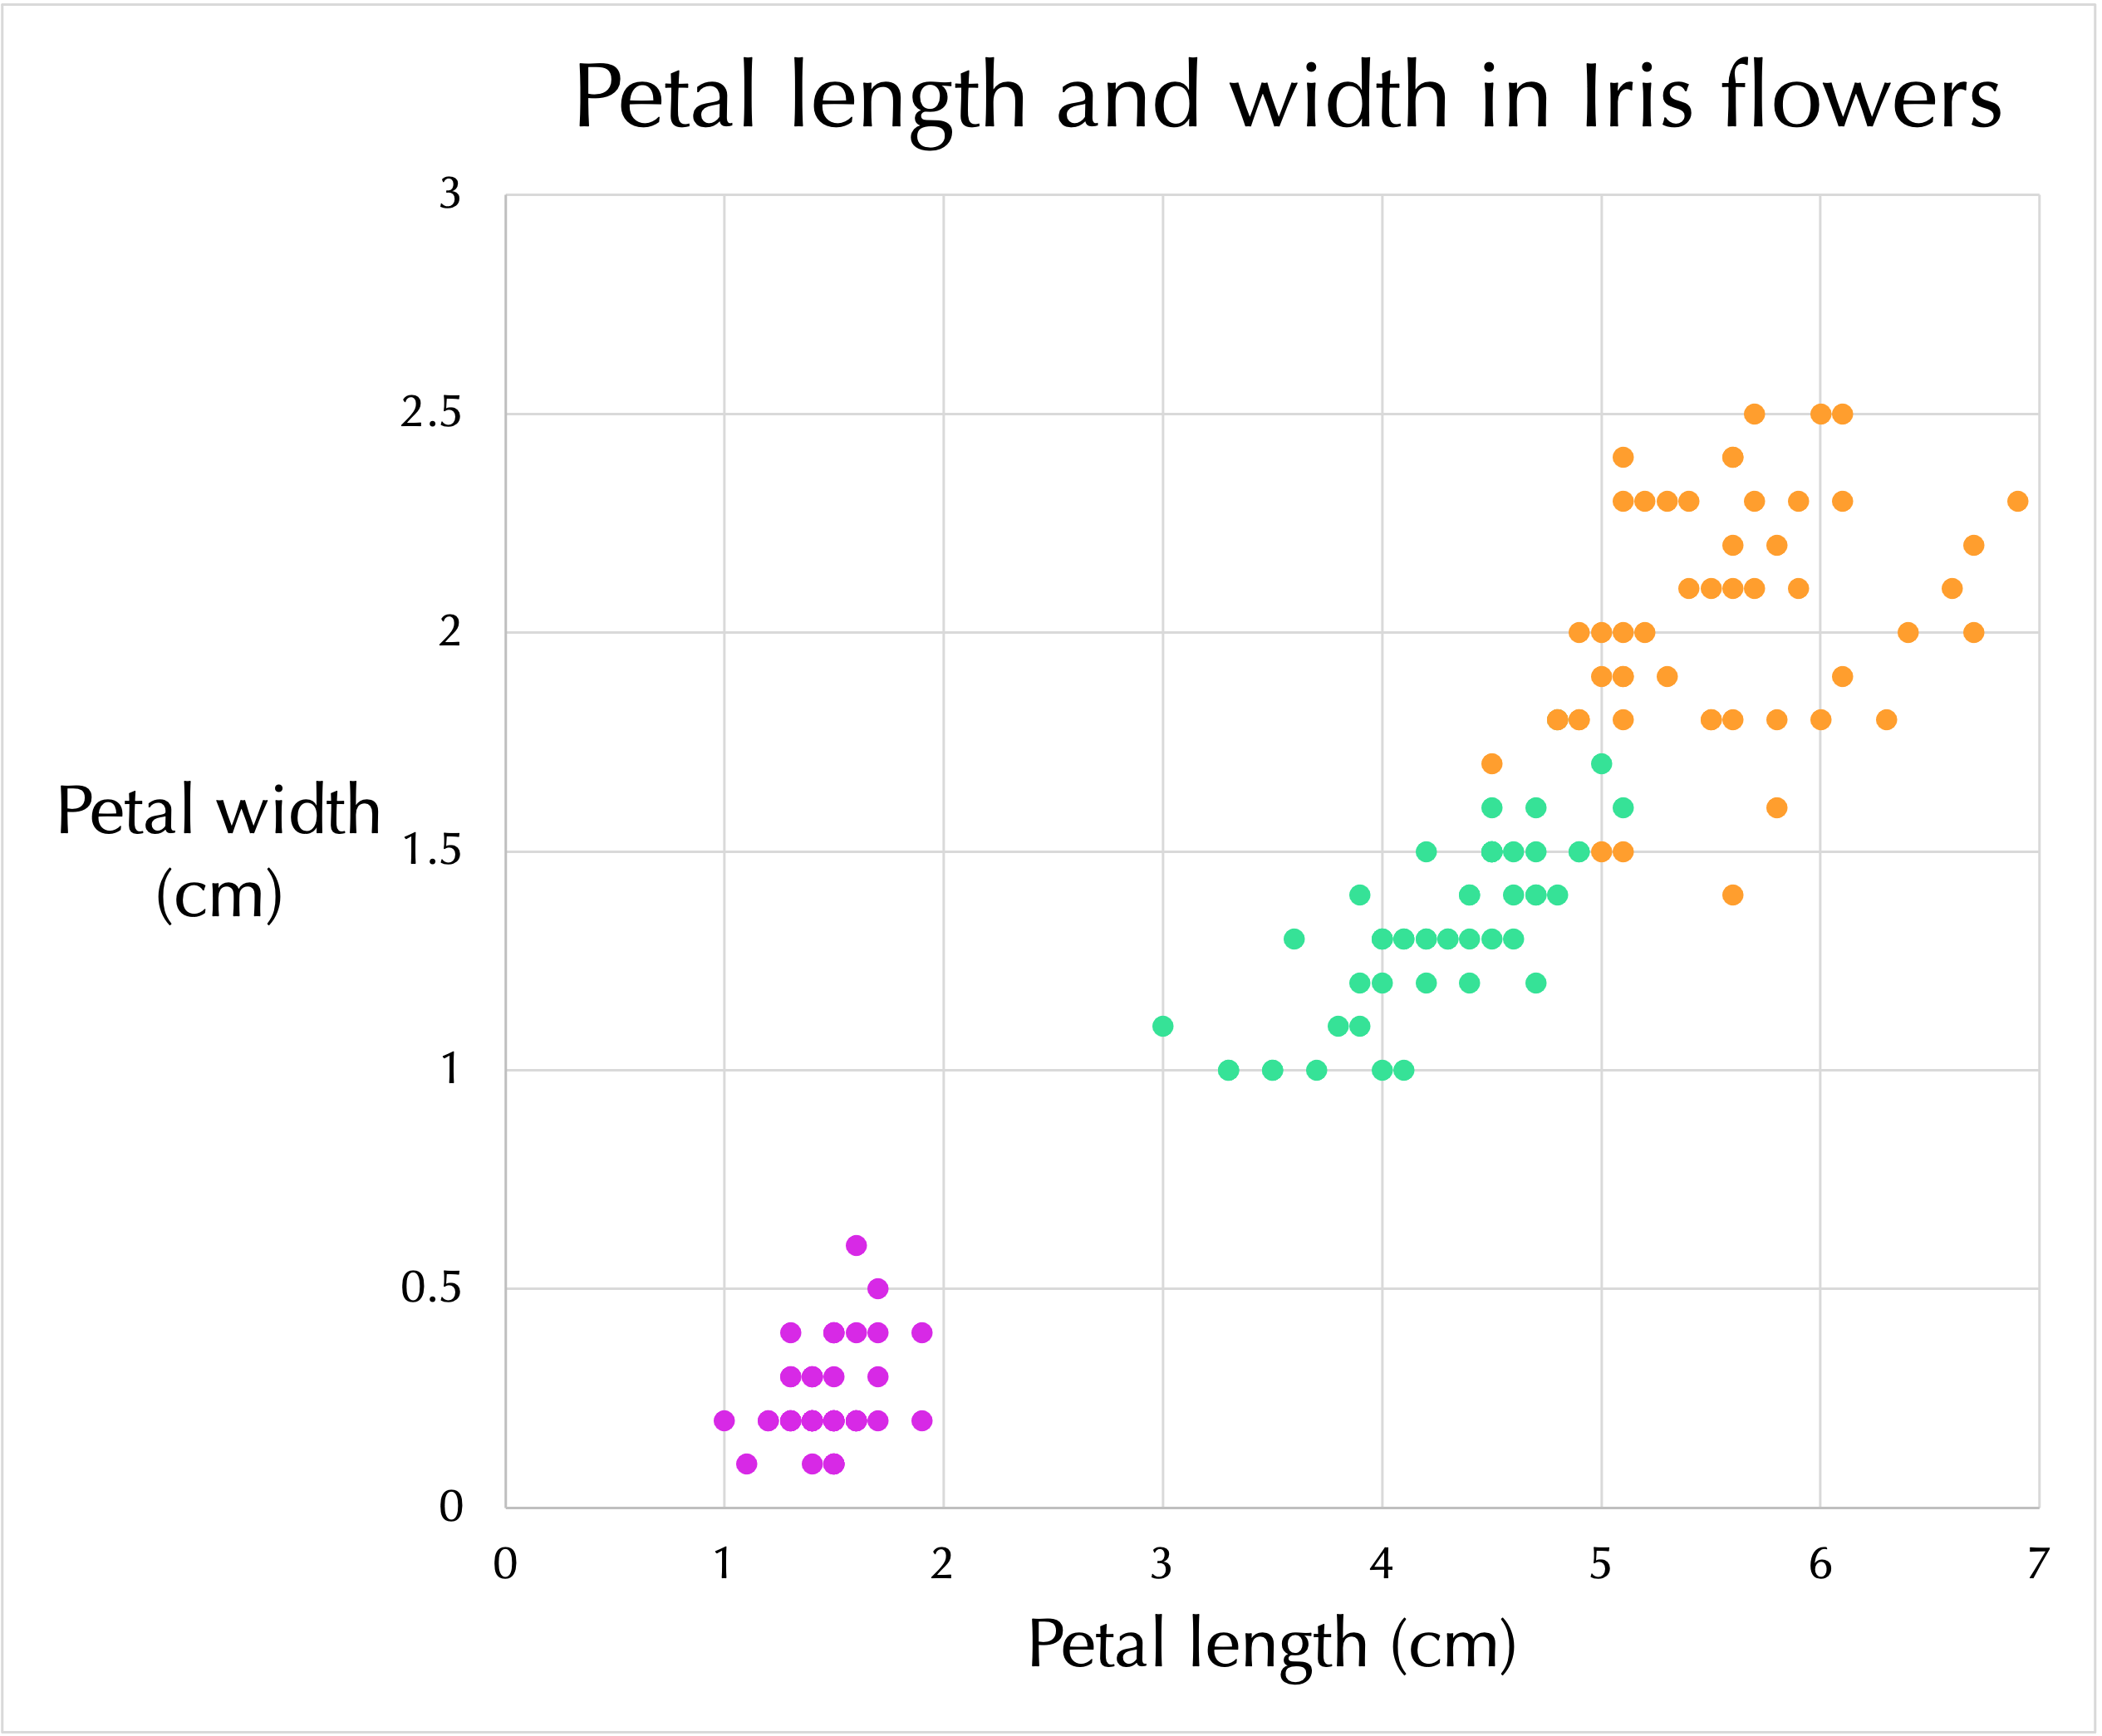 Petal length and width in Iris flowers
3
2.5
2
1.5
1
0.5
0
Petal width
(cm)
0 1 2 3 4 5 6 7
Petal length (cm)